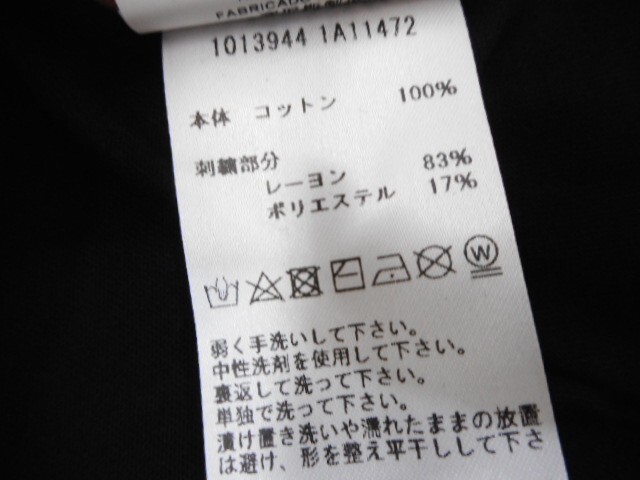 FABRICADE
1013944 1A11472
本体 コットン 100%
刺繍部分
レーヨン 83%
ポリエステル 17%
W
弱く手洗いして下さい。
中性洗剤を使用して下さい。
裏返して洗って下さい。
単独で洗って下さい。
漬け置き洗いや濡れたままの放置
は避け、形を整え平干しして下さ